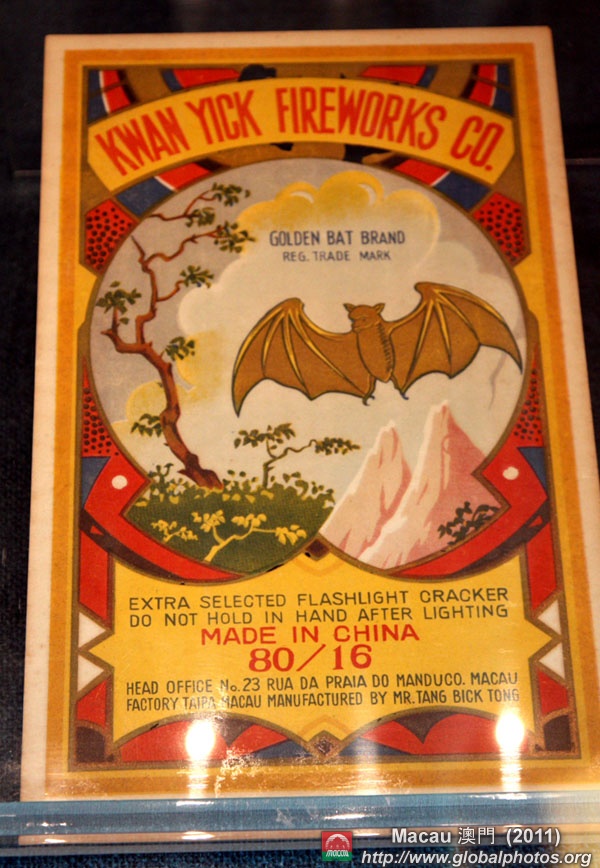 KWAN YICK FIREWORKS CO.
GOLDEN BAT BRAND
REG. TRADE MARK
EXTRA SELECTED FLASHLIGHT CRACKER
DO NOT HOLD IN HAND AFTER LIGHTING
MADE IN CHINA
80/16
HEAD OFFICE No. 23 RUA DA PRAIA DO MANDUCO. MACAU
FACTORY TAIPA MACAU MANUFACTURED BY MR. TANG BICK TONG
macau
Macau 澳門 (2011)
http://www.globalphotos.org